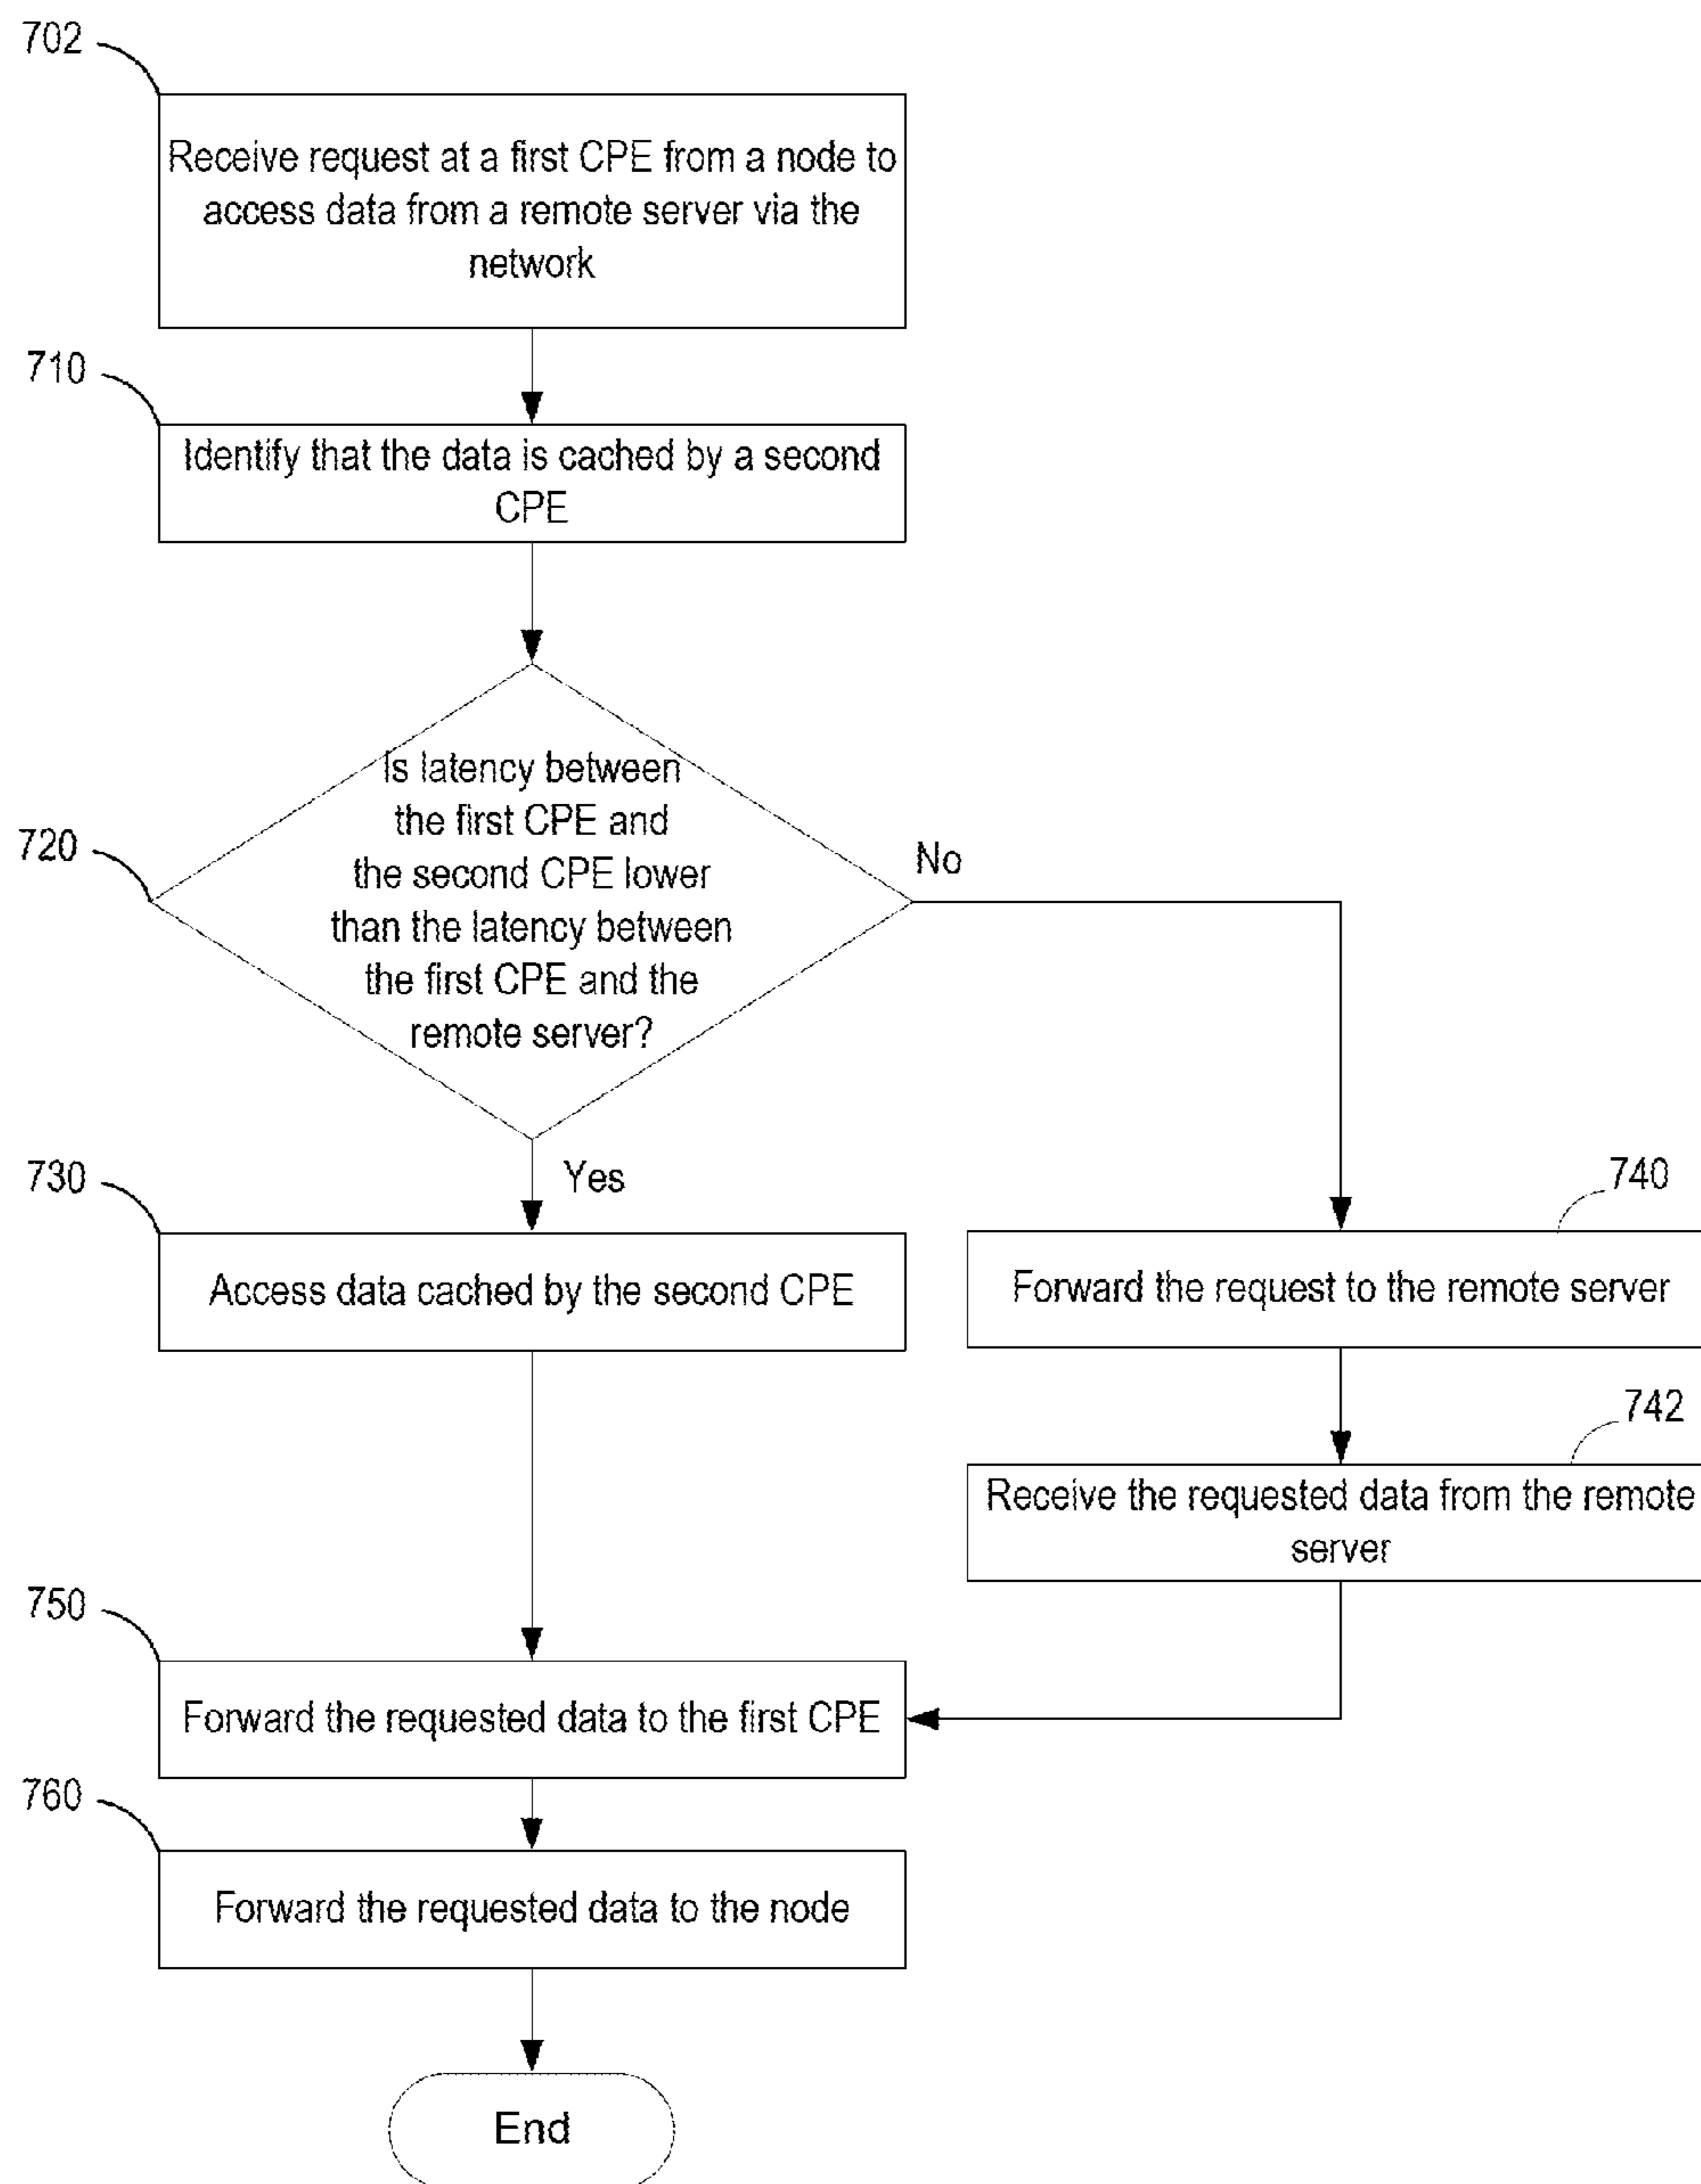 702
Receive request at a first CPE from a node to
access data from a remote server via the
network
710
Identify that the data is cached by a second
CPE
720
Is latency between
the first CPE and
the second CPE lower
than the latency between
the first CPE and the
remote server?
No
Yes
730
Access data cached by the second CPE
740
Forward the request to the remote server
742
Receive the requested data from the remote
server
750
Forward the requested data to the first CPE
760
Forward the requested data to the node
End